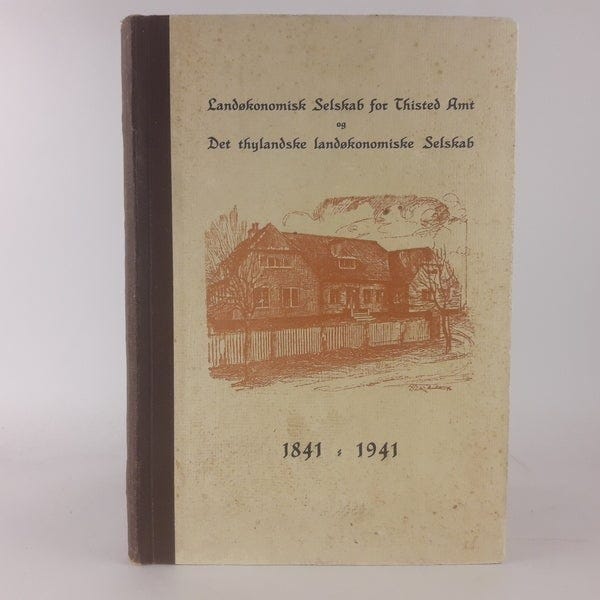 Landøkonomisk Selskab for Thisted Amt
og
Det thylandske landøkonomiske Selskab
1841 - 1941